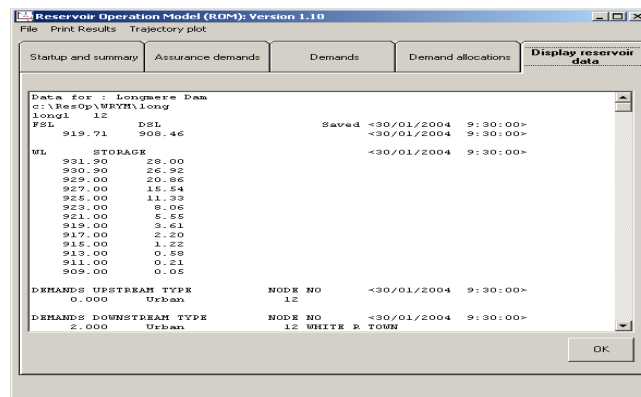 Reservoir Operation Model (ROM): Version 1.10
File Print Results Trajectory plot
Startup and summary Assurance demands Demands Demand allocations Display reservoir data
Data for : Longmere Dam
c:\ResOp\WRYM\long
long1 12
FSL DSL Saved <30/01/2004 9:30:00>
919.71 908.46 <30/01/2004 9:30:00>
WL STORAGE <30/01/2004 9:30:00>
931.90 28.00
930.90 26.92
929.00 20.86
927.00 15.54
925.00 11.33
923.00 8.06
921.00 5.55
919.00 3.61
917.00 2.20
915.00 1.22
913.00 0.58
911.00 0.21
909.00 0.05
DEMANDS UPSTREAM TYPE NODE NO <30/01/2004 9:30:00>
0.000 Urban 12
DEMANDS DOWNSTREAM TYPE NODE NO <30/01/2004 9:30:00>
2.000 Urban 12 WHITE R TOWN
OK